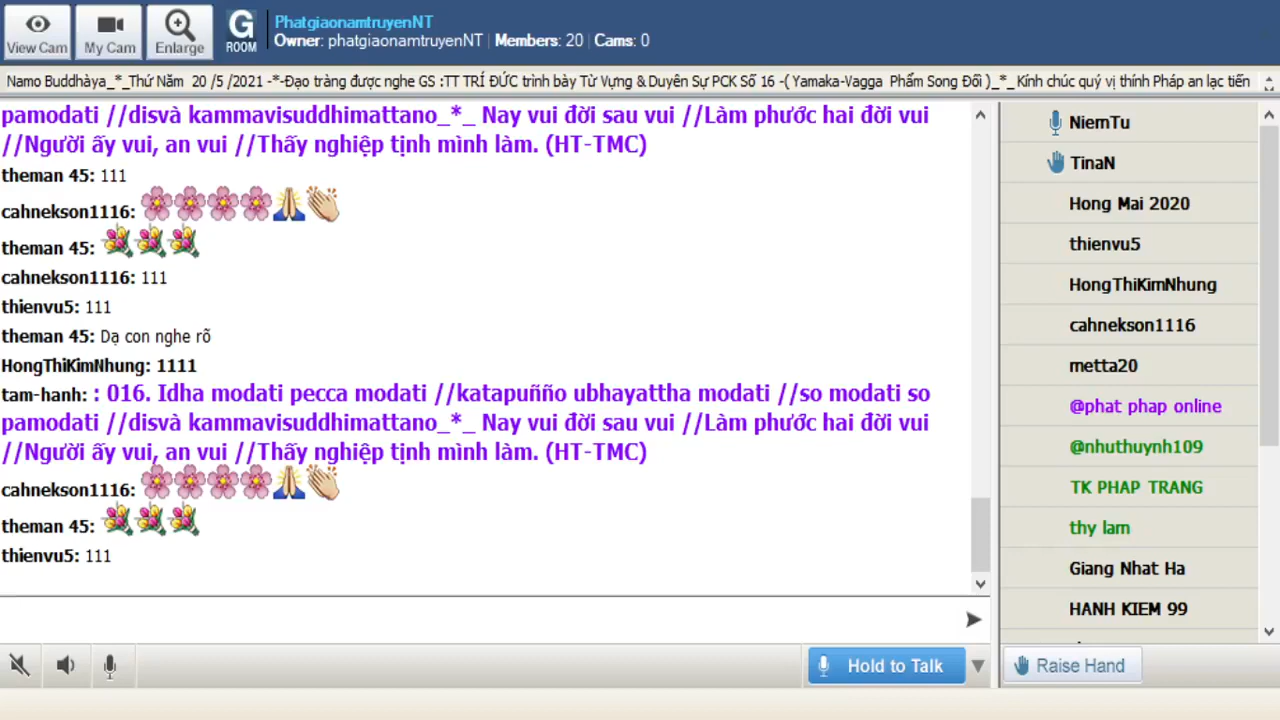 View Cam
My Cam
Enlarge
G
ROOM
PhatgiaonamtruyenNT
Owner: phatgiaonamtruyenNT | Members: 20 | Cams: 0
Namo Buddhàya_*_Thứ Năm 20 /5 /2021 -*-Đạo tràng được nghe GS :TT TRÍ ĐỨC trình bày Từ Vựng & Duyên Sự PCK Số 16 -( Yamaka-Vagga Phẩm Song Đối )_*_ Kính chúc quý vị thính Pháp an lạc tiến
pamodati //disvà kammavisuddhimattano_*_ Nay vui đời sau vui //Làm phước hai đời vui
//Người ấy vui, an vui //Thấy nghiệp tịnh mình làm. (HT-TMC)
theman 45: 111
cahnekson1116:
theman 45:
cahnekson1116: 111
thienvu5: 111
theman 45: Dạ con nghe rõ
HongThiKimNhung: 1111
tam-hanh: : 016. Idha modati pecca modati //katapuñño ubhayattha modati //so modati so
pamodati //disvà kammavisuddhimattano_*_ Nay vui đời sau vui //Làm phước hai đời vui
//Người ấy vui, an vui //Thấy nghiệp tịnh mình làm. (HT-TMC)
cahnekson1116:
theman 45:
thienvu5: 111
NiemTu
TinaN
Hong Mai 2020
thienvu5
HongThiKimNhung
cahnekson1116
metta20
@phat phap online
@nhuthuynh109
TK PHAP TRANG
thy lam
Giang Nhat Ha
HANH KIEM 99
Hold to Talk
Raise Hand